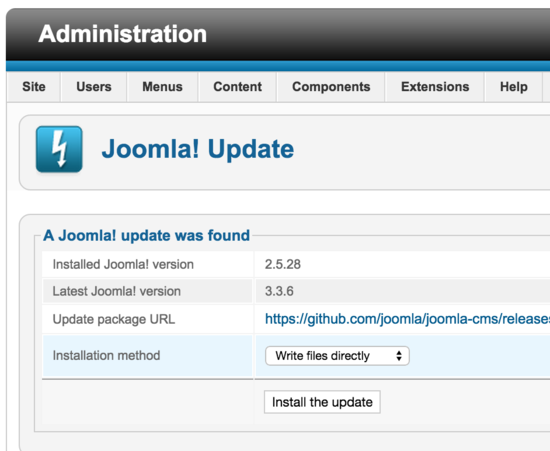 Administration
Site Users Menus Content Components Extensions Help
Joomla! Update
A Joomla! update was found
Installed Joomla! version 2.5.28
Latest Joomla! version 3.3.6
Update package URL https://github.com/joomla/joomla-cms/releases
Installation method Write files directly
Install the update